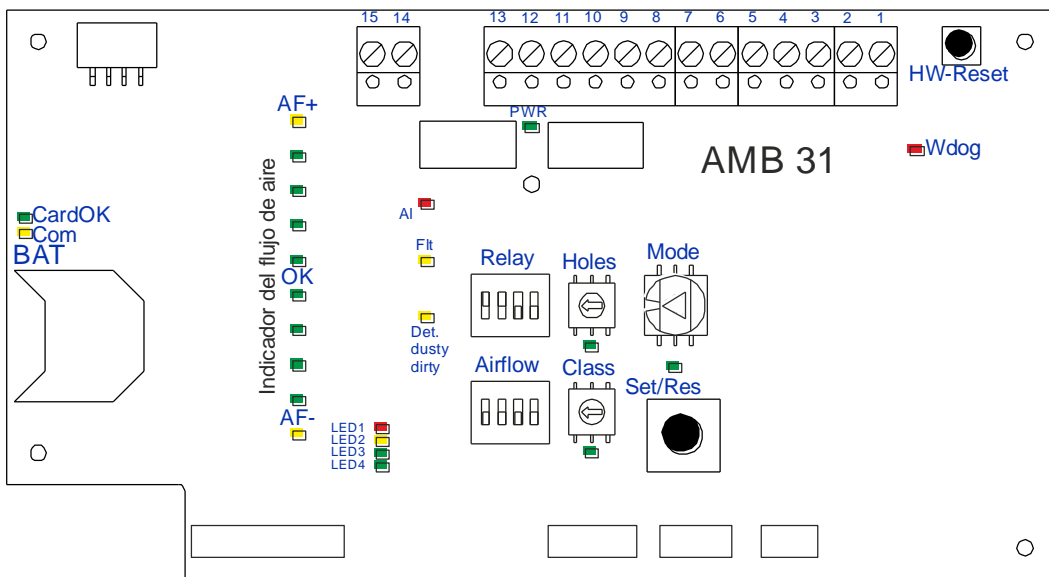 15 14 13 12 11 10 9 8 7 6 5 4 3 2 1
HW-Reset
AF+
PWR
AMB 31
Wdog
Indicador del flujo de aire
Al
CardOK
Com
BAT
Flt
Relay
Holes
Mode
OK
Det.
dusty
dirty
Airflow
Class
Set/Res
AF-
LED1
LED2
LED3
LED4